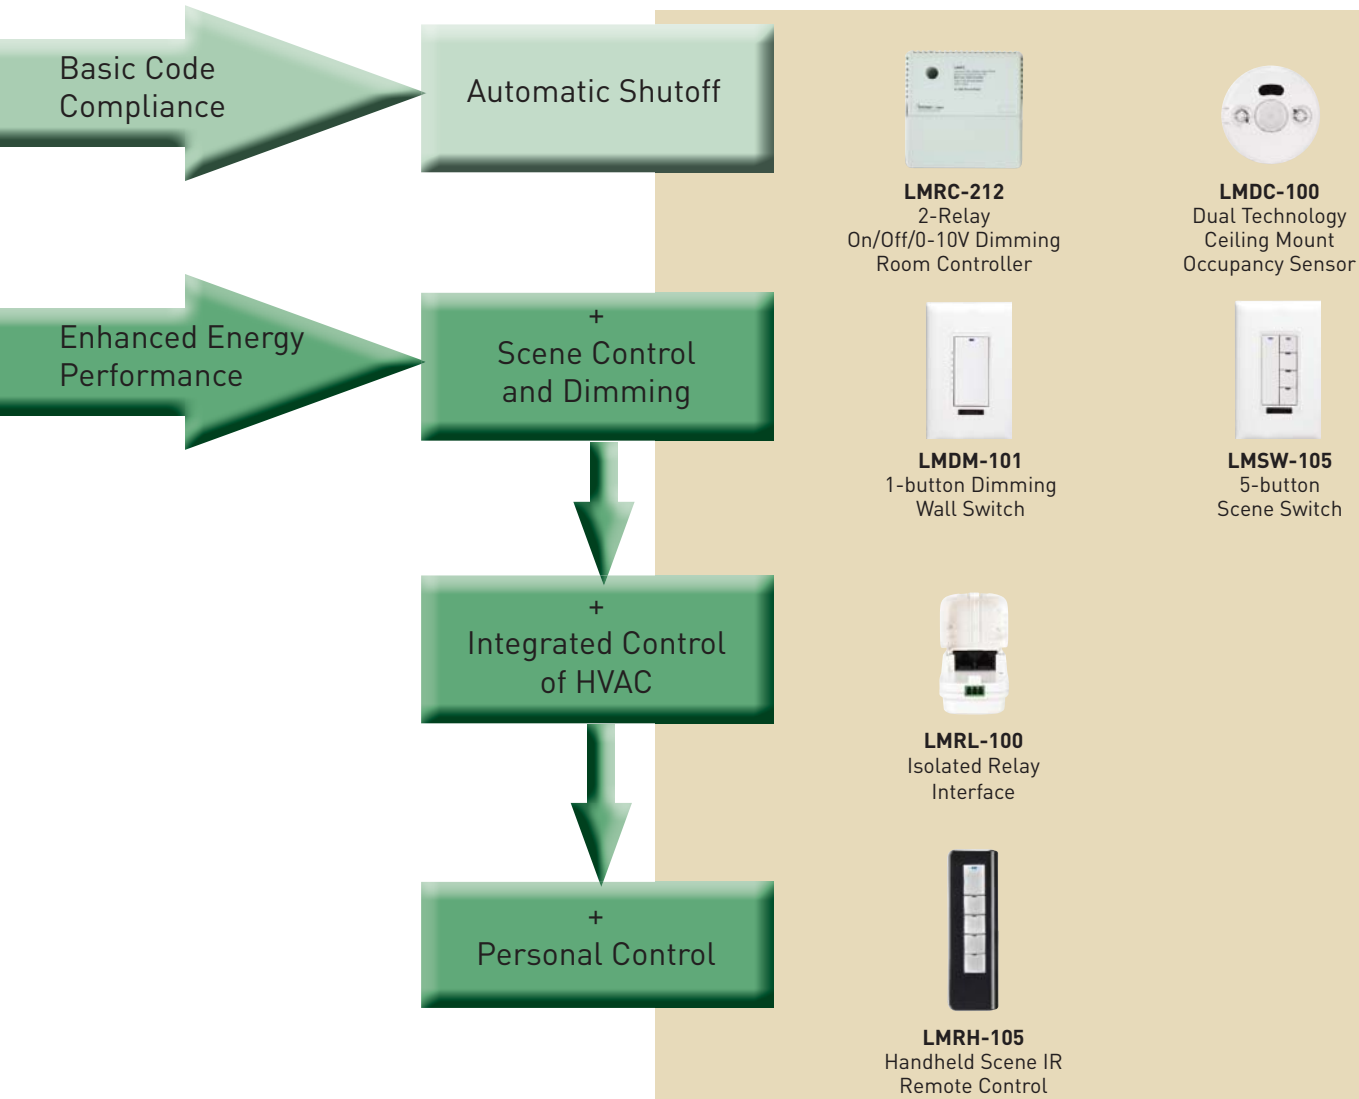 Basic Code
Compliance
Automatic Shutoff
LMRC-212
2-Relay
On/Off/0-10V Dimming
Room Controller
LMDC-100
Dual Technology
Ceiling Mount
Occupancy Sensor
Enhanced Energy
Performance
+
Scene Control
and Dimming
LMDM-101
1-button Dimming
Wall Switch
LMSW-105
5-button
Scene Switch
+
Integrated Control
of HVAC
LMRL-100
Isolated Relay
Interface
+
Personal Control
LMRH-105
Handheld Scene IR
Remote Control